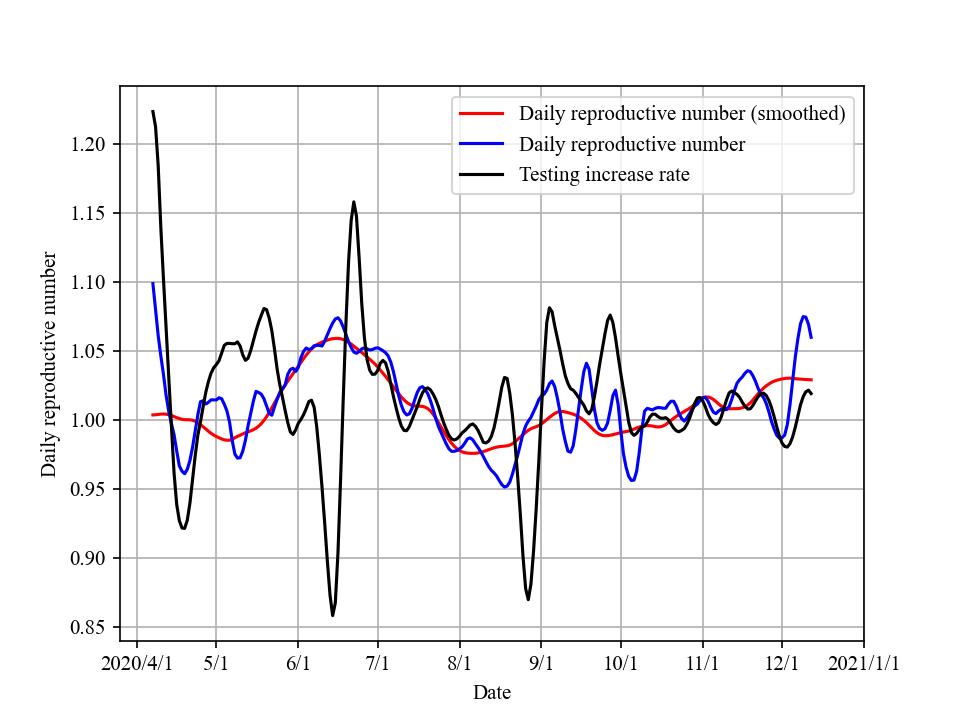 Daily reproductive number (smoothed)
Daily reproductive number
Testing increase rate
Daily reproductive number
1.20
1.15
1.10
1.05
1.00
0.95
0.90
0.85
2020/4/1 5/1 6/1 7/1 8/1 9/1 10/1 11/1 12/1 2021/1/1
Date